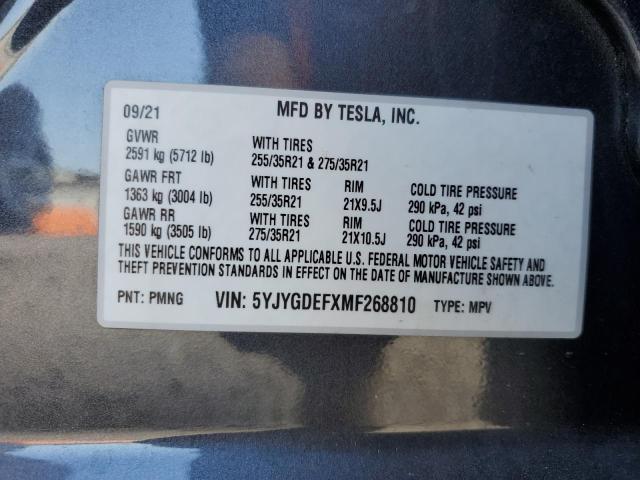 09/21 MFD BY TESLA, INC.
GVWR WITH TIRES
2591 kg (5712 lb) 255/35R21 & 275/35R21
GAWR FRT WITH TIRES RIM COLD TIRE PRESSURE
1363 kg (3004 lb) 255/35R21 21X9.5J 290 kPa, 42 psi
GAWR RR WITH TIRES RIM COLD TIRE PRESSURE
1590 kg (3505 lb) 275/35R21 21X10.5J 290 kPa, 42 psi
THIS VEHICLE CONFORMS TO ALL APPLICABLE U.S. FEDERAL MOTOR VEHICLE SAFETY AND
THEFT PREVENTION STANDARDS IN EFFECT ON THE DATE OF MANUFACTURE SHOWN ABOVE.
PNT: PMNG VIN: 5YJYGDEFXMF268810 TYPE: MPV